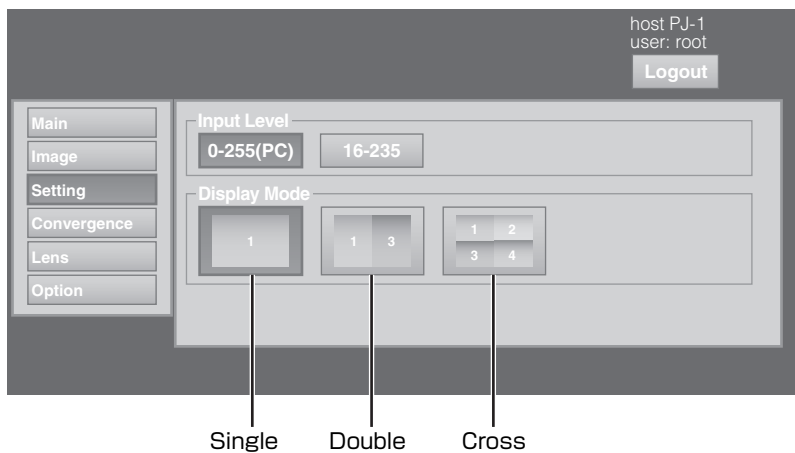 host PJ-1
user: root
Logout
Main
Image
Setting
Convergence
Lens
Option
Input Level
0-255(PC) 16-235
Display Mode
1 1 3 1 2
3 4
Single Double Cross